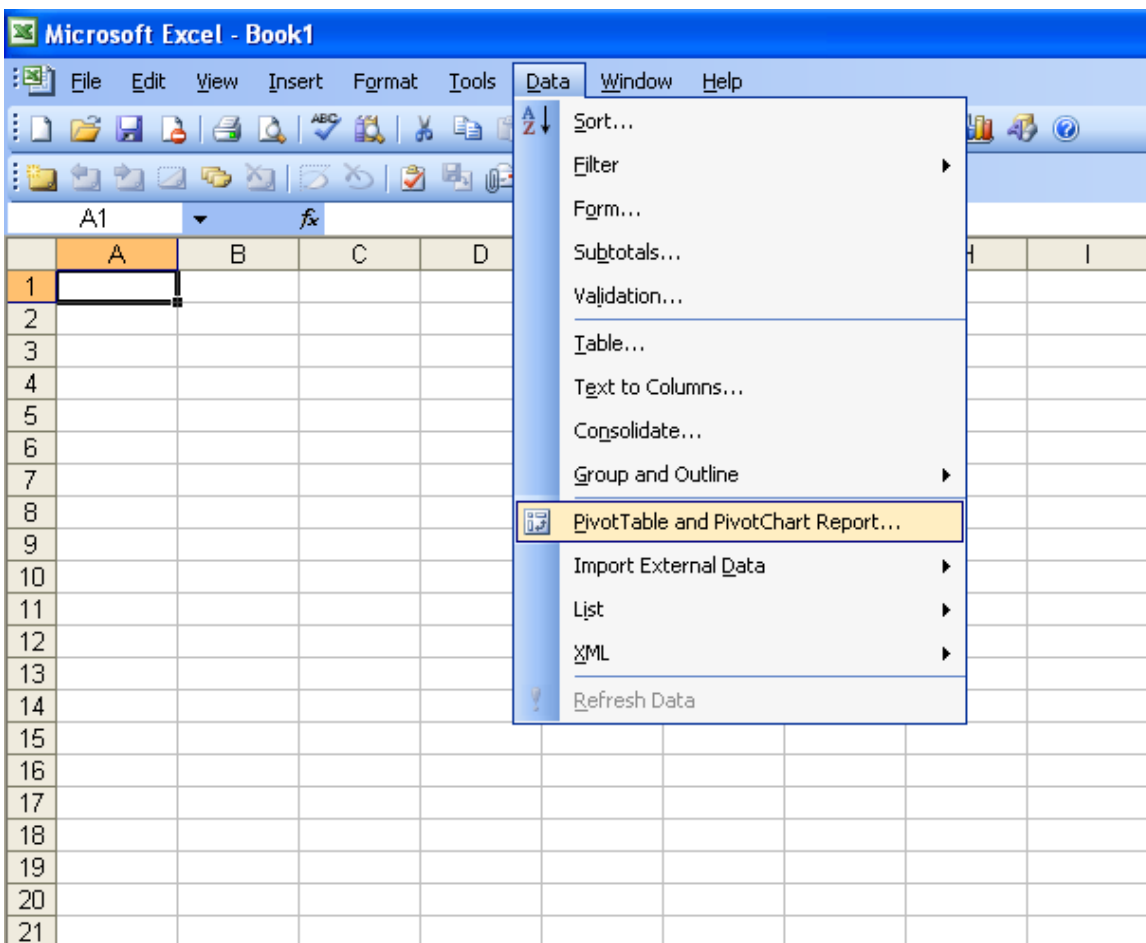 Microsoft Excel - Book1
File Edit View Insert Format Tools Data Window Help
ABC
A1 fx
A B C D H I
Sort...
Filter
Form...
Subtotals...
Validation...
Table...
Text to Columns...
Consolidate...
Group and Outline
PivotTable and PivotChart Report...
Import External Data
List
XML
Refresh Data
1
2
3
4
5
6
7
8
9
10
11
12
13
14
15
16
17
18
19
20
21